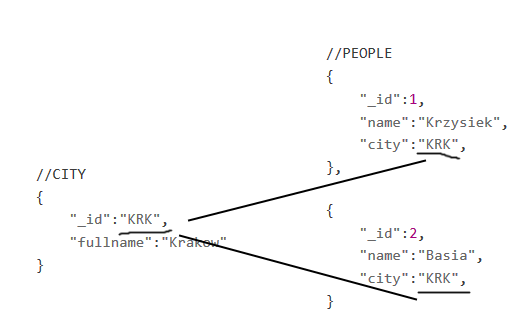 //PEOPLE
{
"_id":1,
"name":"Krzysiek",
"city":"KRK",
},
{
"_id":2,
"name":"Basia",
"city":"KRK",
}
//CITY
{
"_id":"KRK",
"fullname":"Krakow"
}